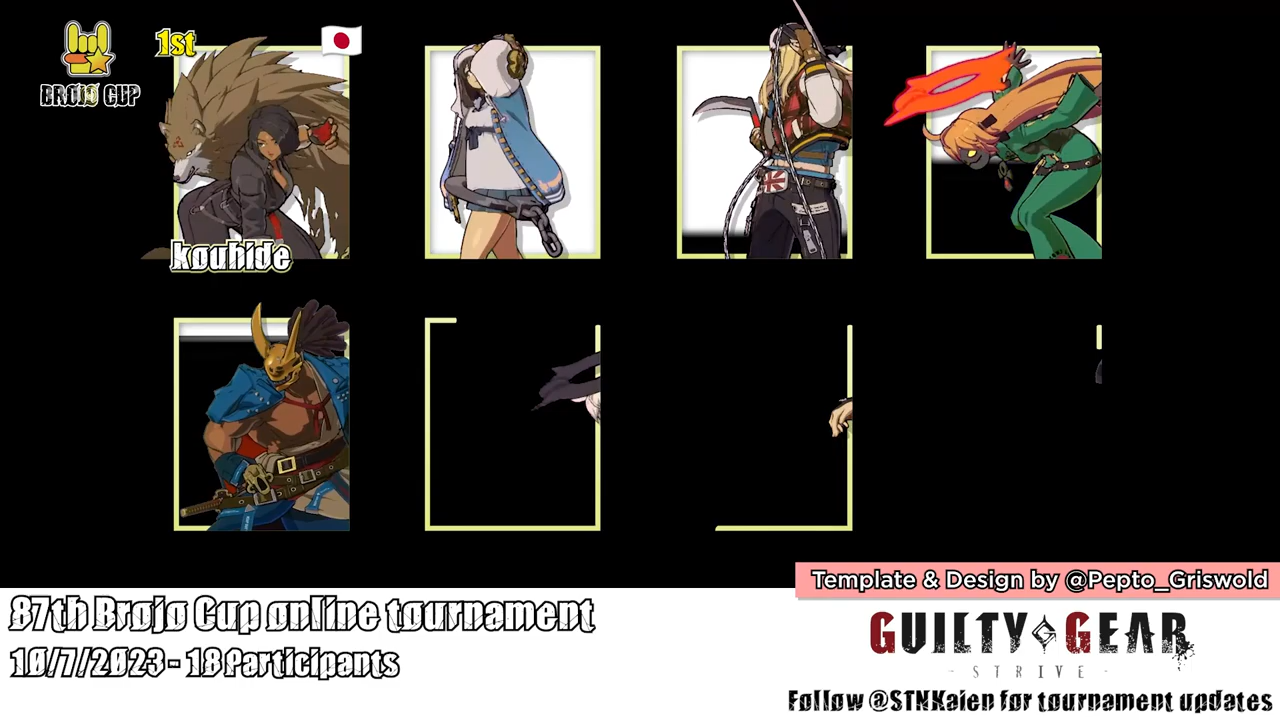 1st
BROJO CUP
kouhide
Template & Design by @Pepto_Griswold
87th Brojo Cup online tournament
10/7/2023 - 18 Participants
GUILTY GEAR
- STRIVE -
Follow @STNKaien for tournament updates